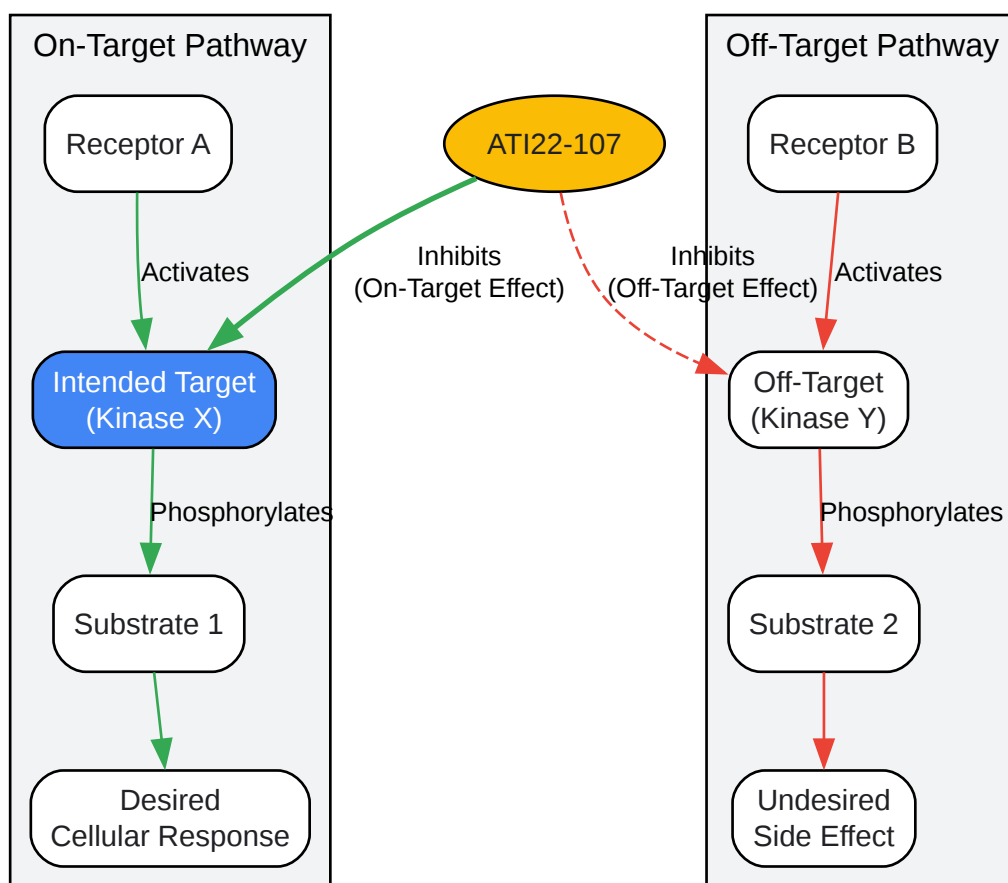 On-Target Pathway
Off-Target Pathway
Receptor A
ATI22-107
Receptor B
Activates
Inhibits
(On-Target Effect)
Inhibits
(Off-Target Effect)
Activates
Intended Target
(Kinase X)
Off-Target
(Kinase Y)
Phosphorylates
Phosphorylates
Substrate 1
Substrate 2
Desired
Cellular Response
Undesired
Side Effect